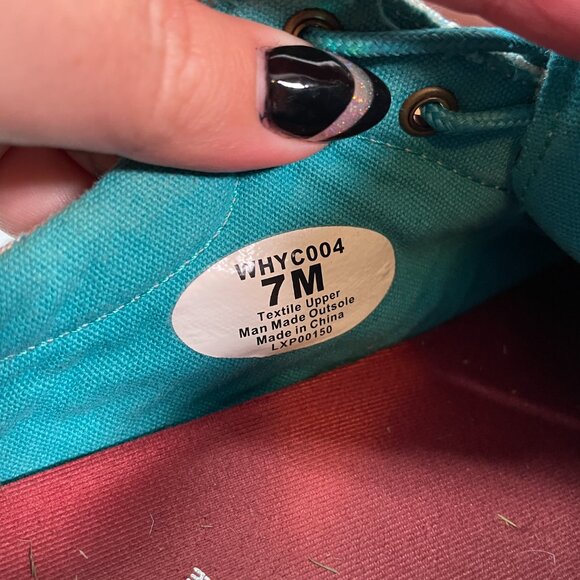 WHYC004
7M
Textile Upper
Man Made Outsole
Made in China
LXP00150